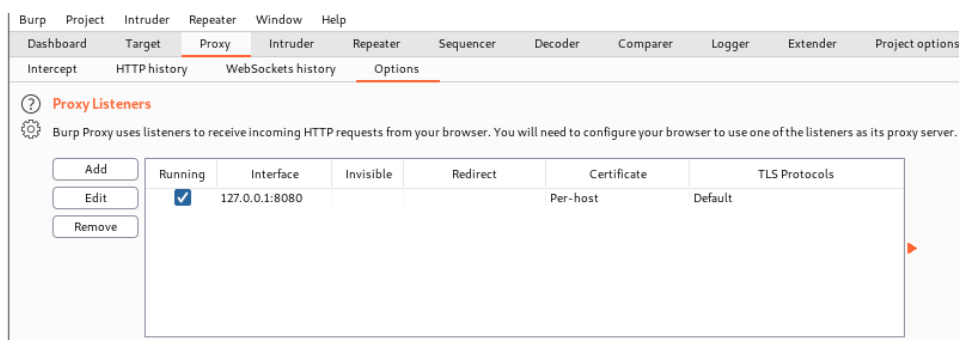 Burp Project Intruder Repeater Window Help
Dashboard Target Proxy Intruder Repeater Sequencer Decoder Comparer Logger Extender Project options
Intercept HTTP history WebSockets history Options
? Proxy Listeners
Burp Proxy uses listeners to receive incoming HTTP requests from your browser. You will need to configure your browser to use one of the listeners as its proxy server.
Add
Edit
Remove
Running Interface Invisible Redirect Certificate TLS Protocols
127.0.0.1:8080 Per-host Default